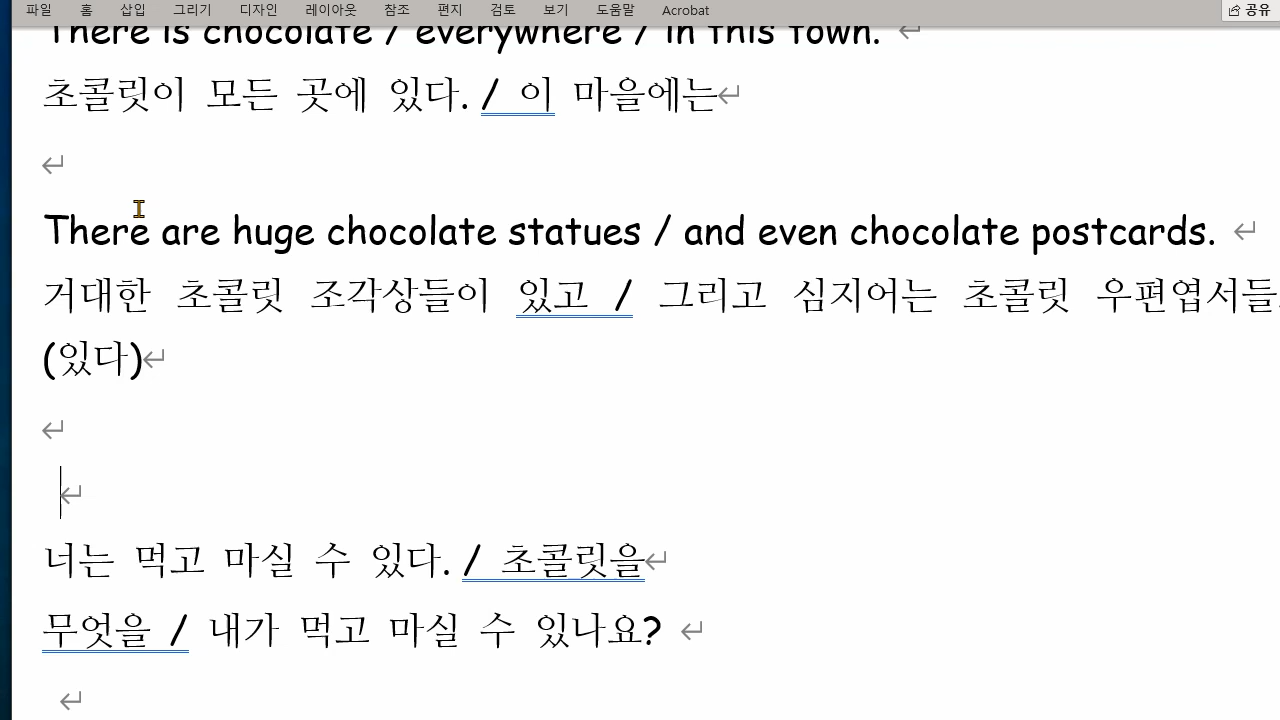 파일 홈 삽입 그리기 디자인 레이아웃 참조 편지 검토 보기 도움말 Acrobat 공유
There is chocolate / everywhere / in this town.
초콜릿이 모든 곳에 있다. / 이 마을에는
There are huge chocolate statues / and even chocolate postcards.
거대한 초콜릿 조각상들이 있고 / 그리고 심지어는 초콜릿 우편엽서들
(있다)
너는 먹고 마실 수 있다. / 초콜릿을
무엇을 / 내가 먹고 마실 수 있나요?